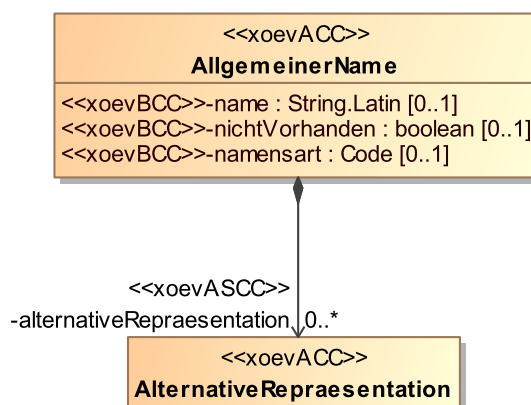 <<xoevACC>>
AllgemeinerName
<<xoevBCC>>-name : String.Latin [0..1]
<<xoevBCC>>-nichtVorhanden : boolean [0..1]
<<xoevBCC>>-namensart : Code [0..1]
<<xoevASCC>>
-alternativeRepraesentation 0..*
<<xoevACC>>
AlternativeRepraesentation